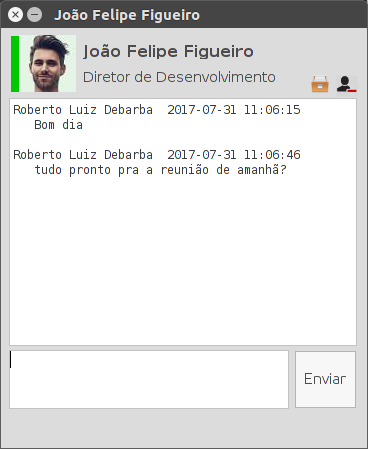 João Felipe Figueiro
João Felipe Figueiro
Diretor de Desenvolvimento
Roberto Luiz Debarba 2017-07-31 11:06:15
Bom dia
Roberto Luiz Debarba 2017-07-31 11:06:46
tudo pronto pra a reunião de amanhã?
Enviar